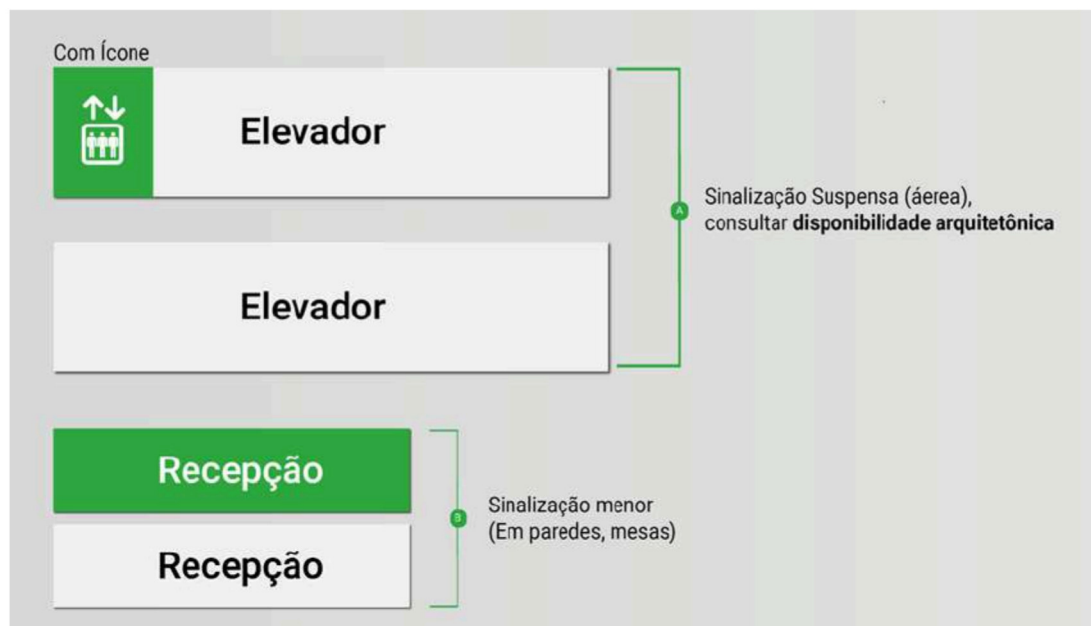 Com Ícone
Elevador
Elevador
A
Sinalização Suspensa (áerea),
consultar disponibilidade arquitetônica
Recepção
Recepção
B
Sinalização menor
(Em paredes, mesas)